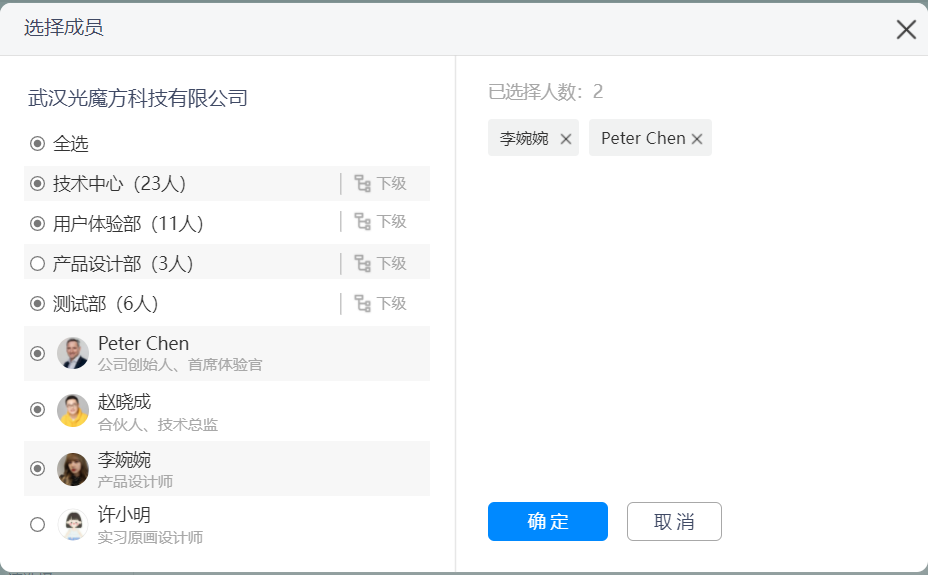 选择成员
武汉光魔方科技有限公司
全选
技术中心（23人） 下级
用户体验部（11人） 下级
产品设计部（3人） 下级
测试部（6人） 下级
Peter Chen
公司创始人、首席体验官
赵晓成
合伙人、技术总监
李婉婉
产品设计师
许小明
实习原画设计师
已选择人数：2
李婉婉 Peter Chen
确定 取消